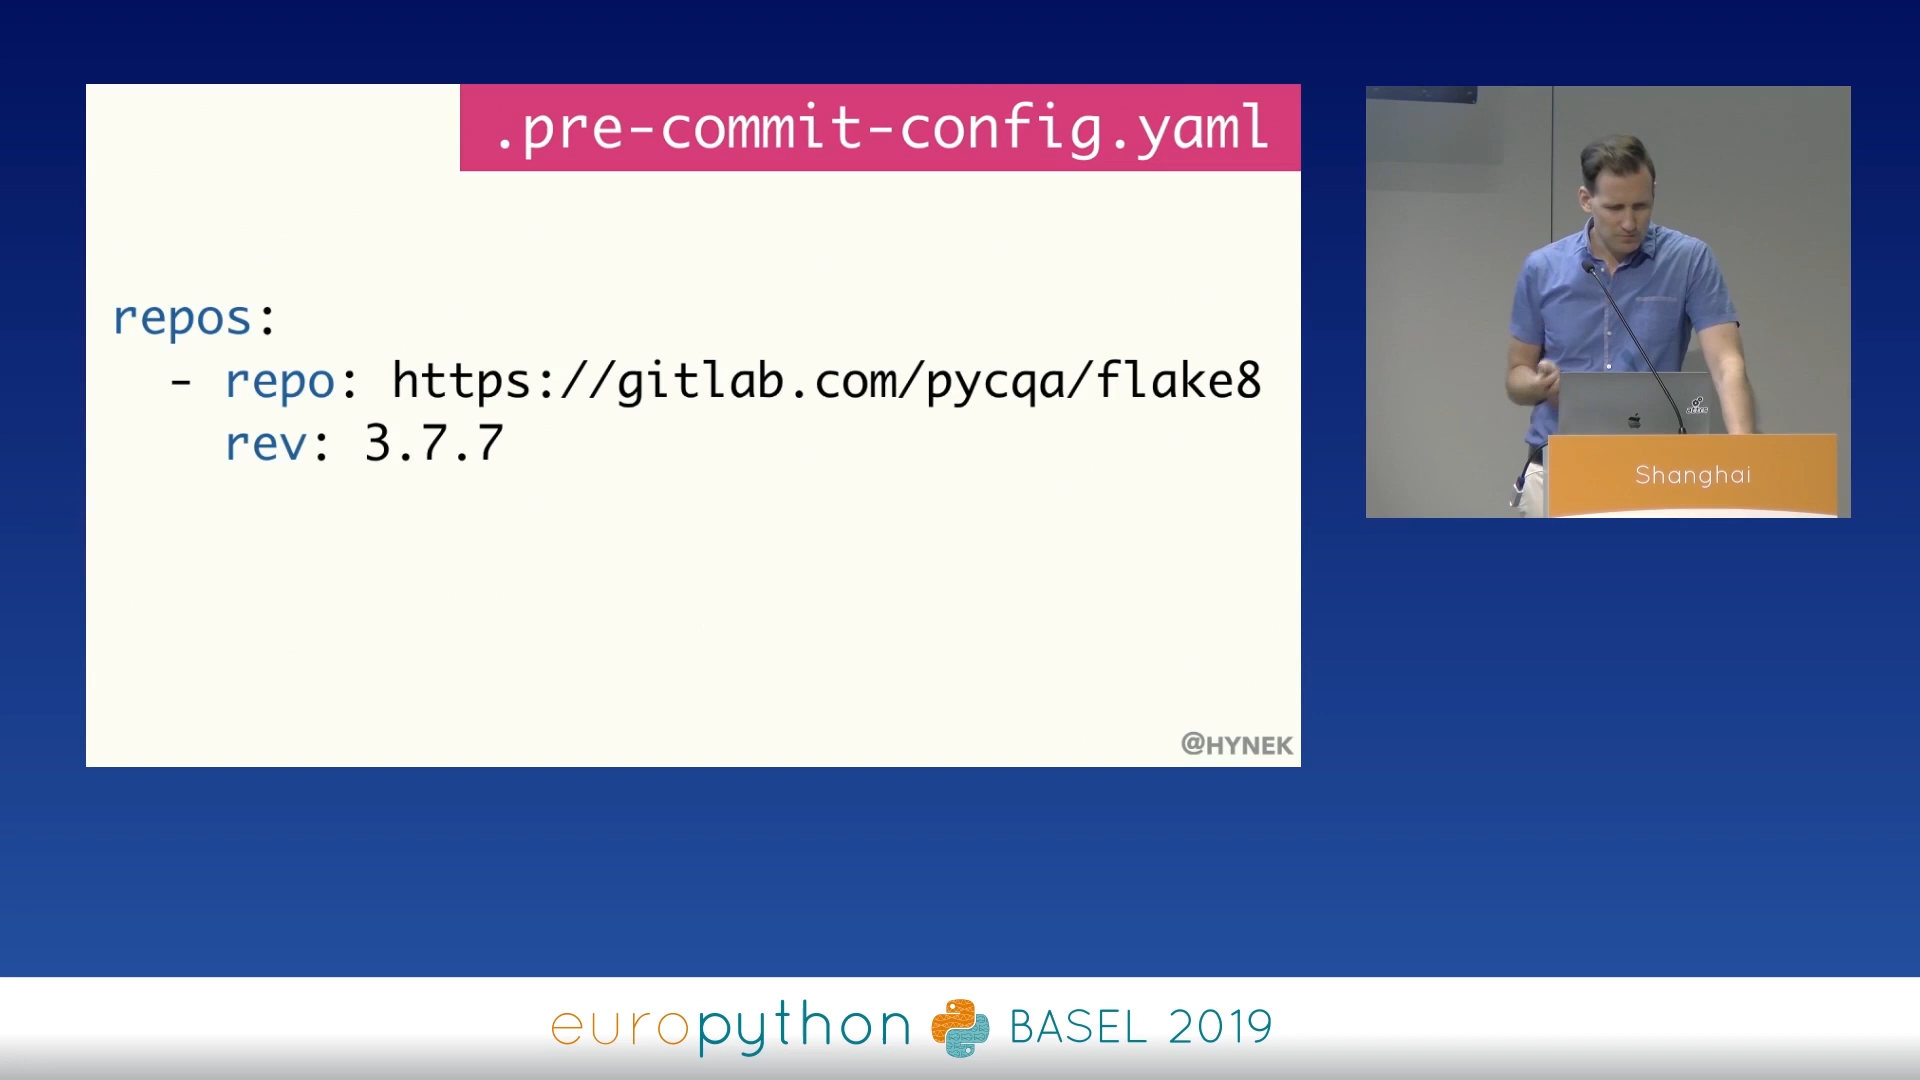 .pre-commit-config.yaml
repos:
  - repo: https://gitlab.com/pycqa/flake8
    rev: 3.7.7
@HYNEK
attrs
Shanghai
europython BASEL 2019